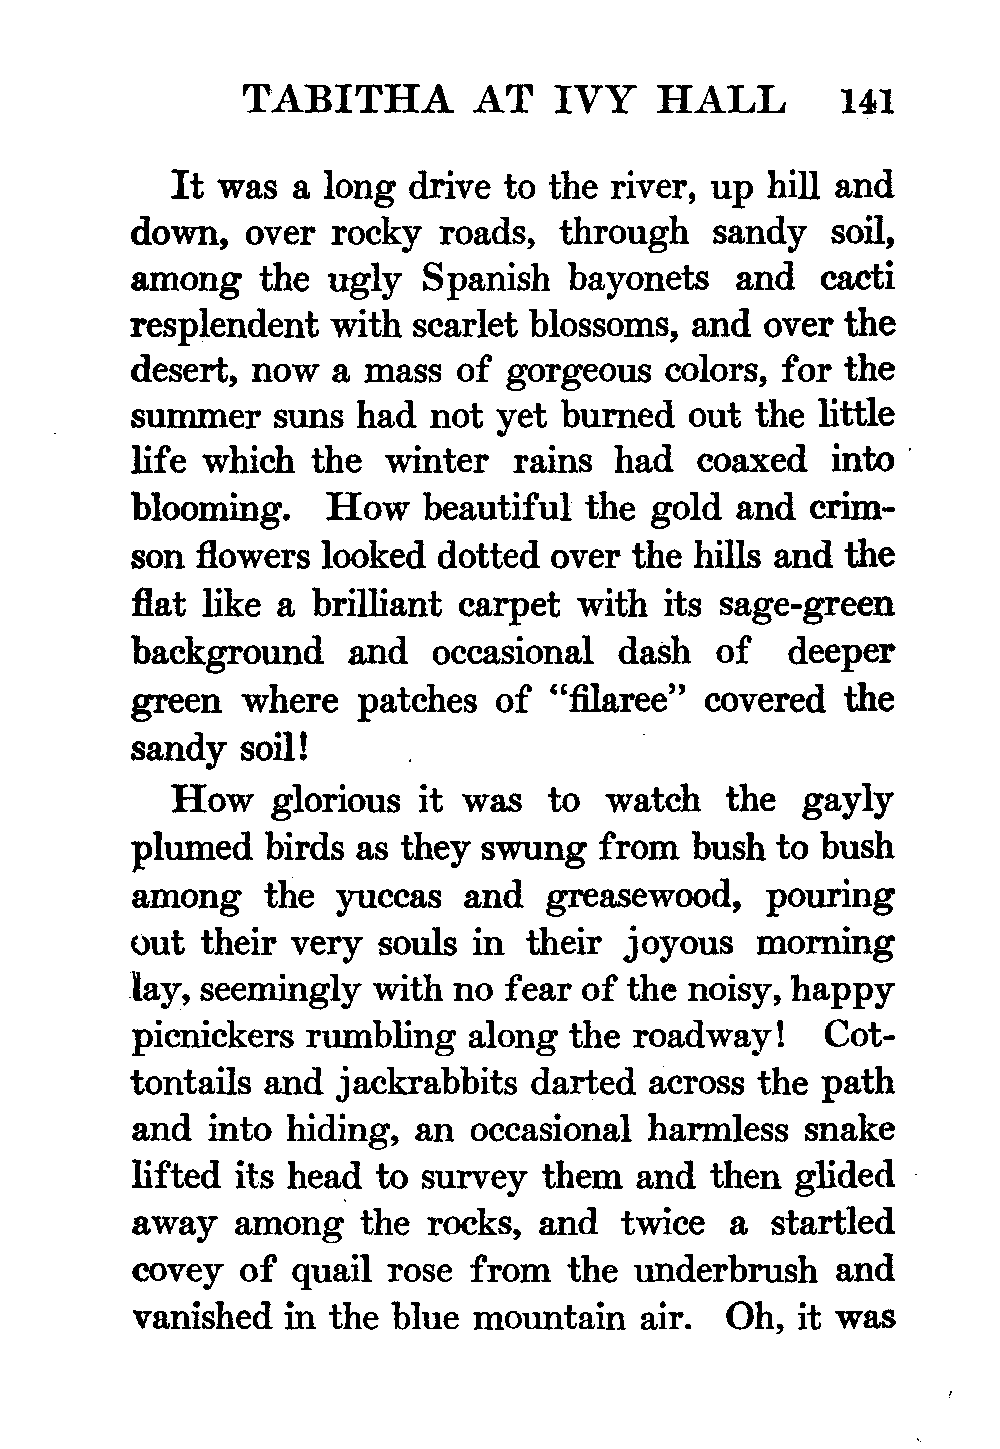 TABITHA AT IVY HALL 141
It was a long drive to the river, up hill and
down, over rocky roads, through sandy soil,
among the ugly Spanish bayonets and cacti
resplendent with scarlet blossoms, and over the
desert, now a mass of gorgeous colors, for the
summer suns had not yet burned out the little
life which the winter rains had coaxed into
blooming. How beautiful the gold and crim-
son flowers looked dotted over the hills and the
flat like a brilliant carpet with its sage-green
background and occasional dash of deeper
green where patches of “filaree” covered the
sandy soil!
How glorious it was to watch the gayly
plumed birds as they swung from bush to bush
among the yuccas and greasewood, pouring
out their very souls in their joyous morning
lay, seemingly with no fear of the noisy, happy
picnickers rumbling along the roadway! Cot-
tontails and jackrabbits darted across the path
and into hiding, an occasional harmless snake
lifted its head to survey them and then glided
away among the rocks, and twice a startled
covey of quail rose from the underbrush and
vanished in the blue mountain air. Oh, it was